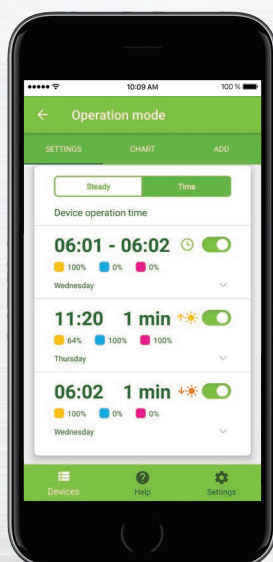 10:09 AM 100 %
Operation mode
SETTINGS CHART ADD
Steady Time
Device operation time
06:01 - 06:02
100% 0% 0%
Wednesday
11:20 1 min
64% 100% 100%
Thursday
06:02 1 min
100% 0% 0%
Wednesday
Devices Help Settings